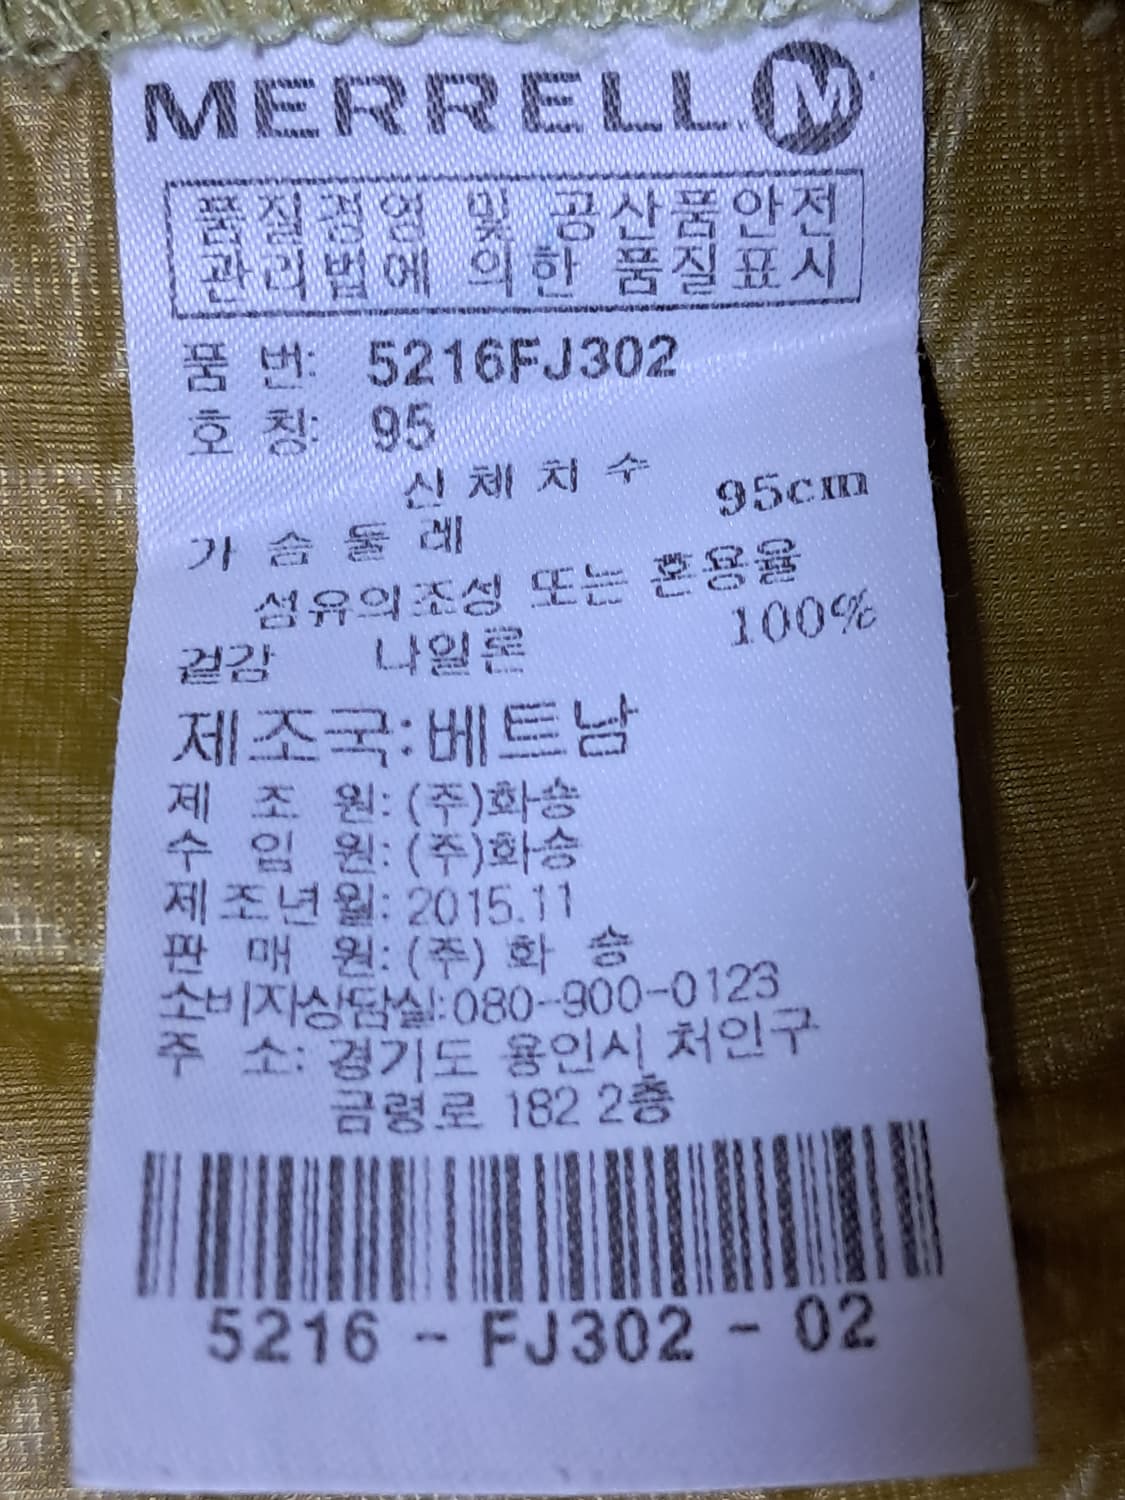 MERRELL M
품질경영 및 공산품안전
관리법에 의한 품질표시
품 번: 5216FJ302
호 칭: 95
신 체 치 수
가 슴 둘 레 95cm
섬유의조성 또는 혼용율
겉감 나일론 100%
제조국:베트남
제 조 원: (주)화승
수 입 원: (주)화승
제조년월: 2015.11
판 매 원: (주) 화 승
소비자상담실:080-900-0123
주 소: 경기도 용인시 처인구
금령로 182 2층
5216 - FJ302 - 02